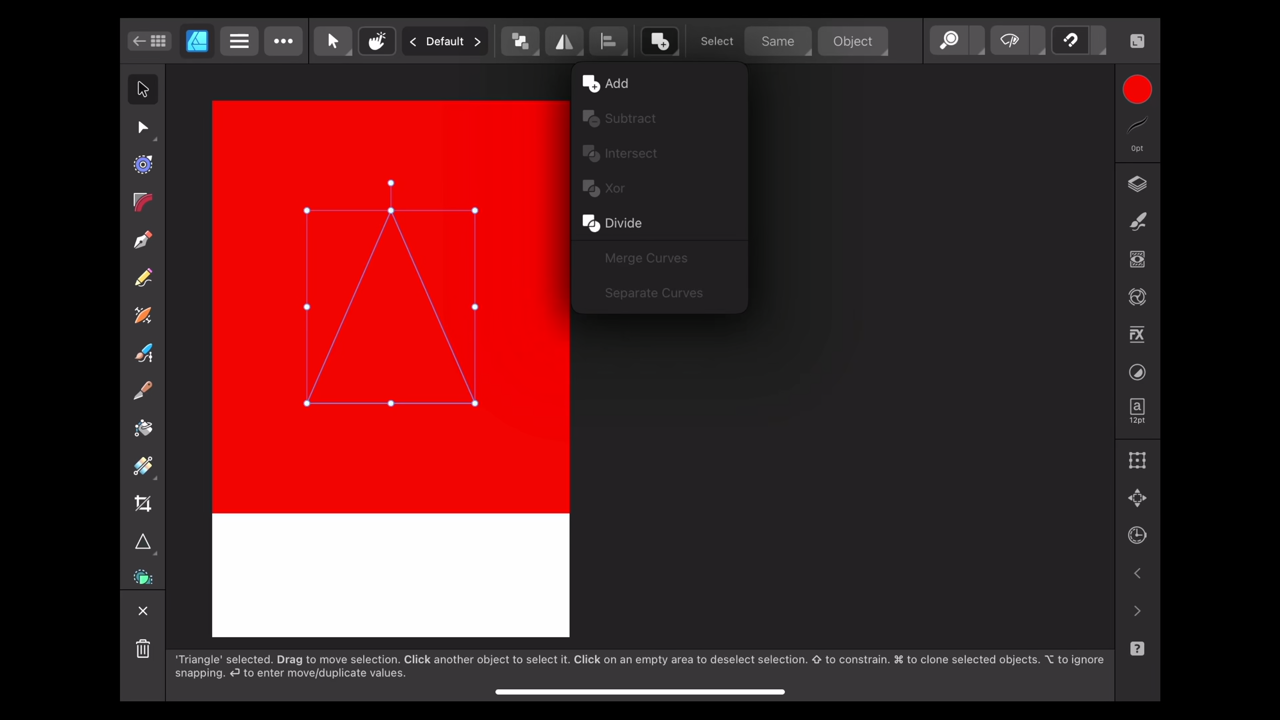 Default
Select
Same
Object
Add
Subtract
Intersect
Xor
Divide
Merge Curves
Separate Curves
0pt
FX
a
12pt
?
'Triangle' selected. Drag to move selection. Click another object to select it. Click on an empty area to deselect selection. ⇧ to constrain. ⌘ to clone selected objects. ⌥ to ignore
snapping. ⏎ to enter move/duplicate values.